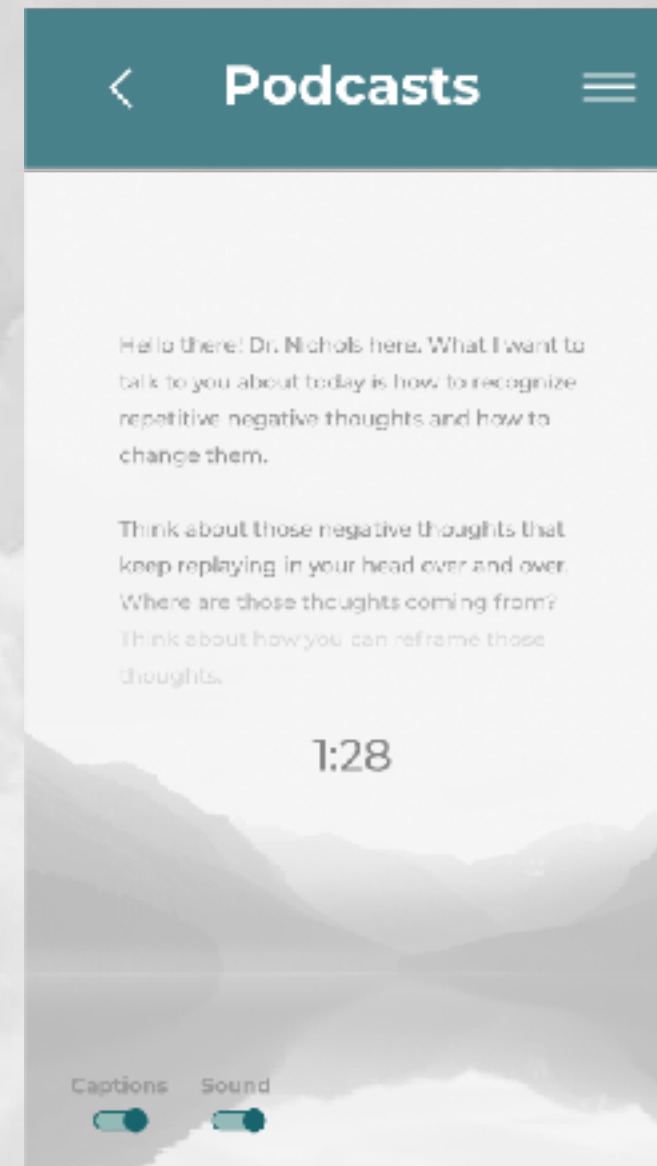 Podcasts
Hello there! Dr. Nichols here. What I want to
talk to you about today is how to recognize
repetitive negative thoughts and how to
change them.
Think about those negative thoughts that
keep replaying in your head over and over.
Where are those thoughts coming from?
Think about how you can reframe those
thoughts.
1:28
Captions Sound